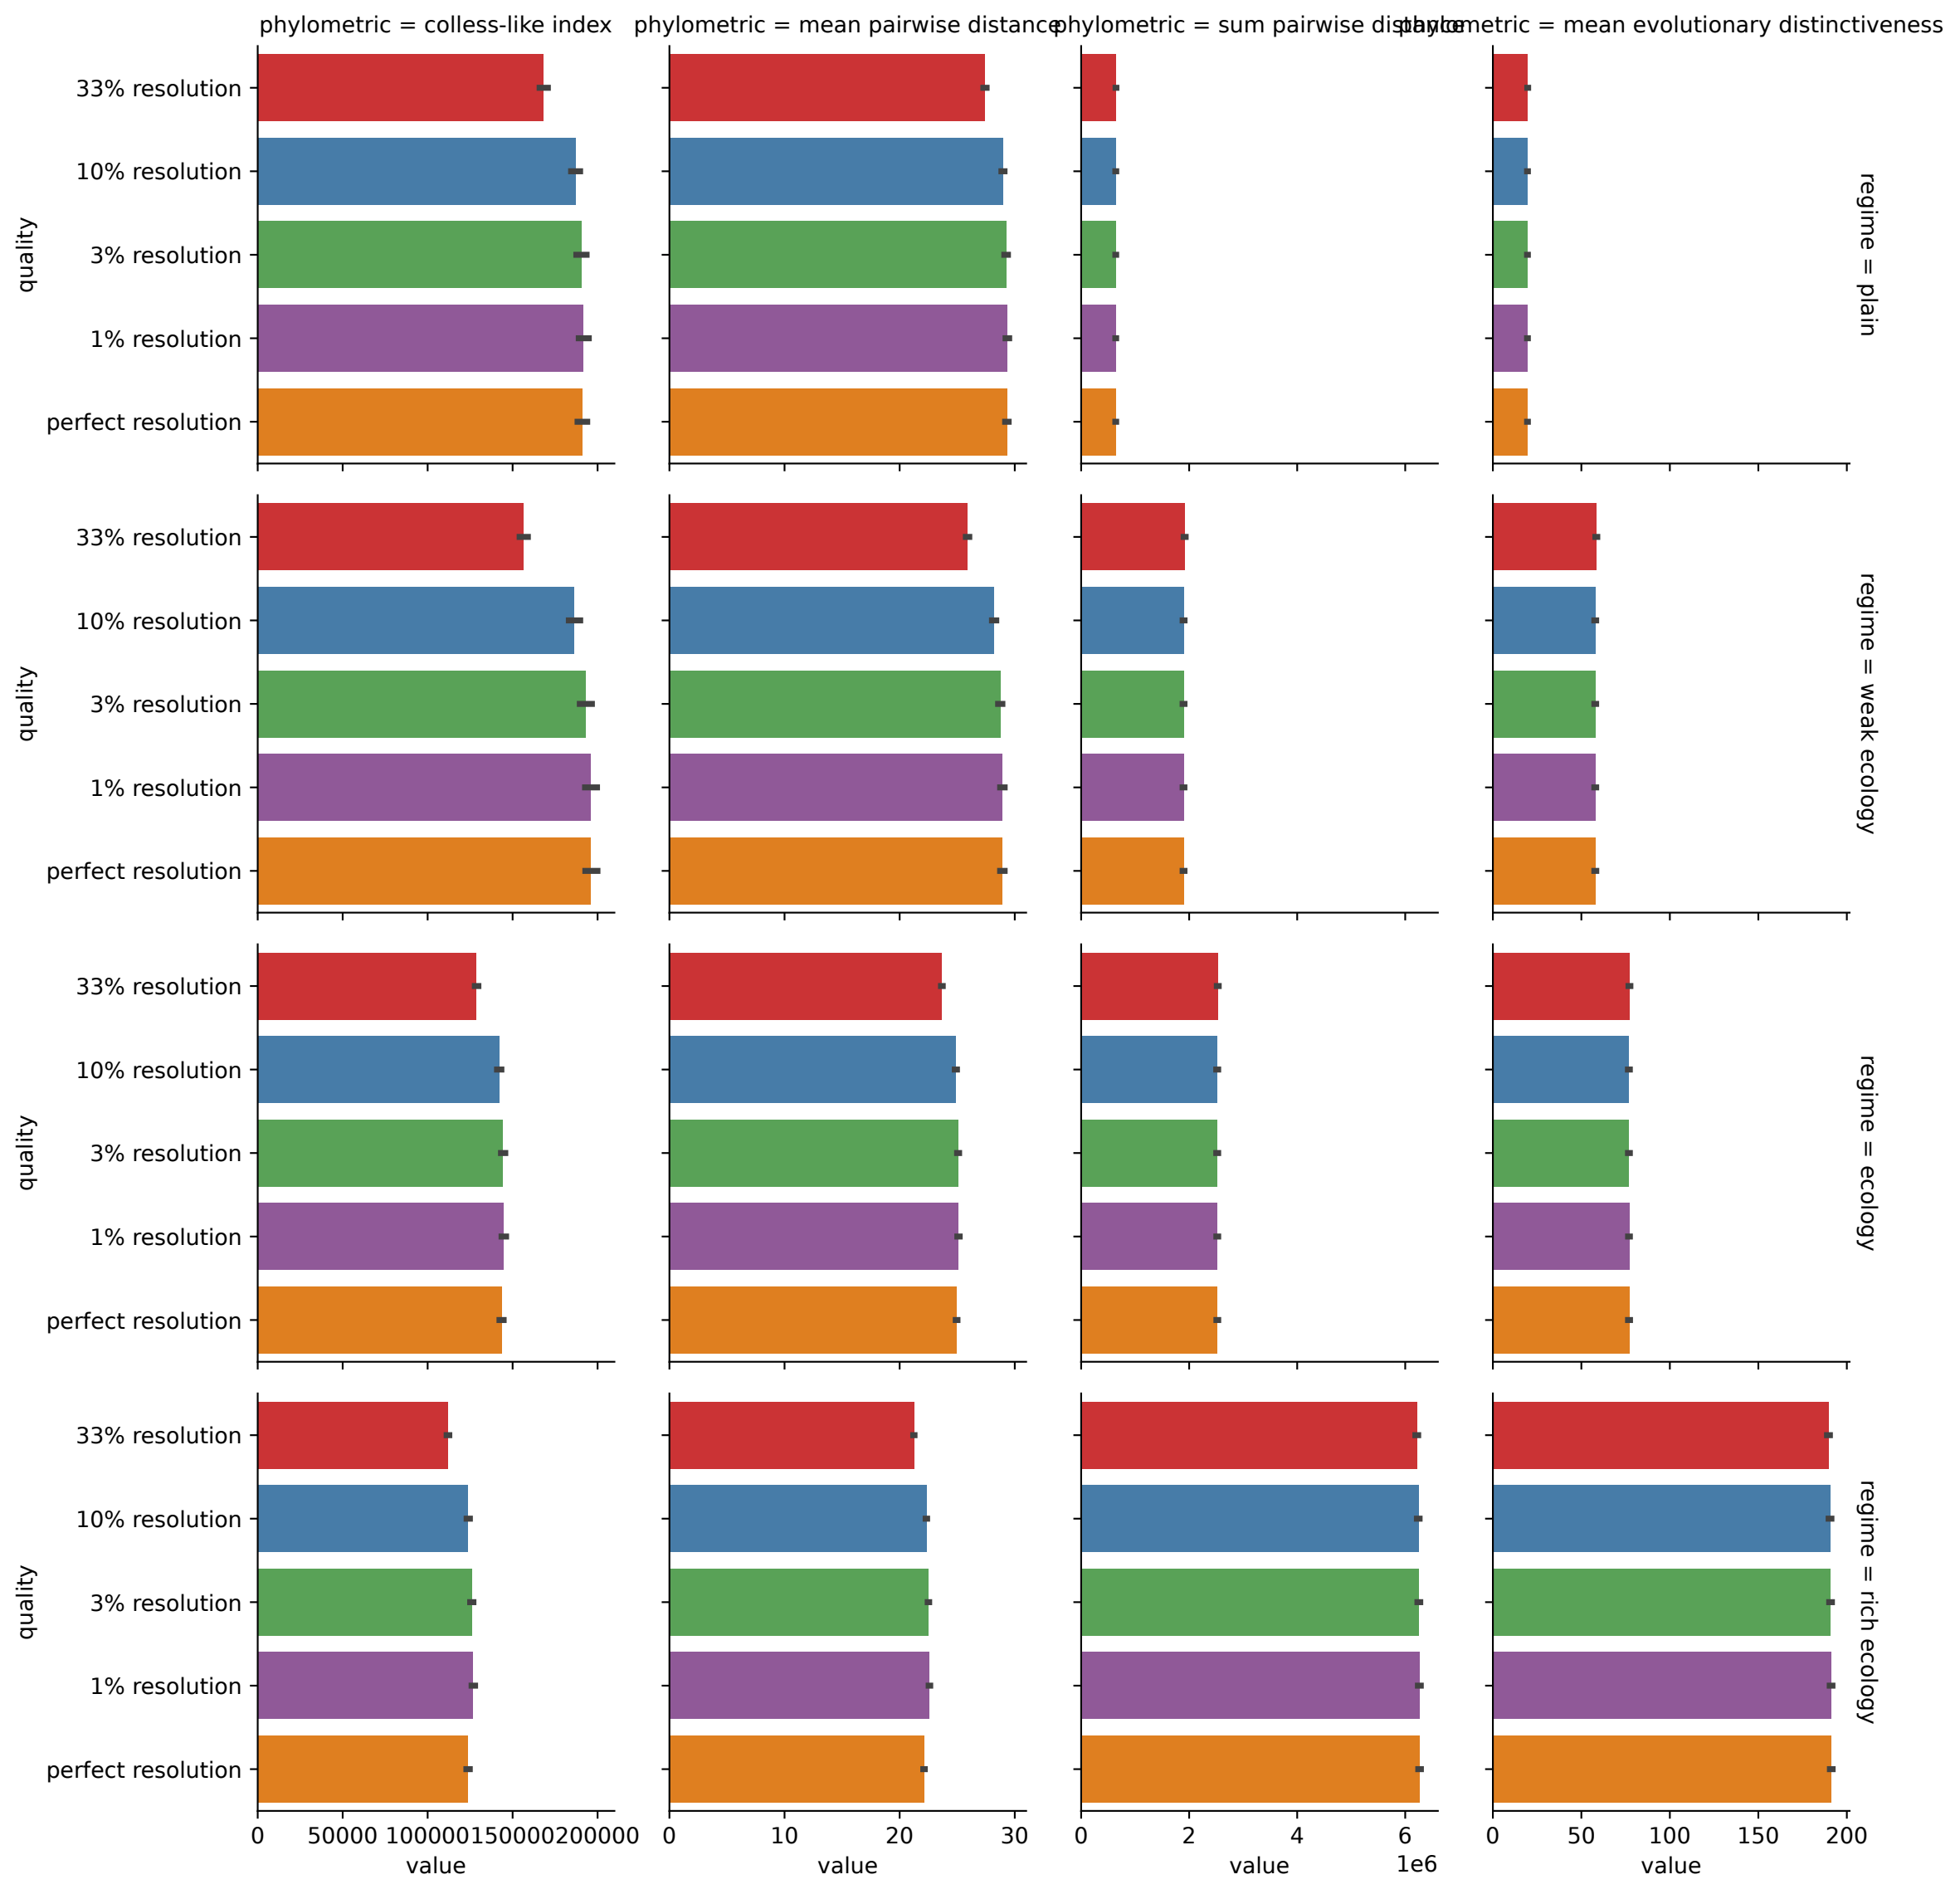 phylometric = colless-like index
phylometric = mean pairwise distance
phylometric = sum pairwise distance
phylometric = mean evolutionary distinctiveness
quality
33% resolution
10% resolution
3% resolution
1% resolution
perfect resolution
regime = plain
quality
33% resolution
10% resolution
3% resolution
1% resolution
perfect resolution
regime = weak ecology
quality
33% resolution
10% resolution
3% resolution
1% resolution
perfect resolution
regime = ecology
quality
33% resolution
10% resolution
3% resolution
1% resolution
perfect resolution
regime = rich ecology
0 50000 100000 150000 200000
value
0 10 20 30
value
0 2 4 6
1e6
value
0 50 100 150 200
value